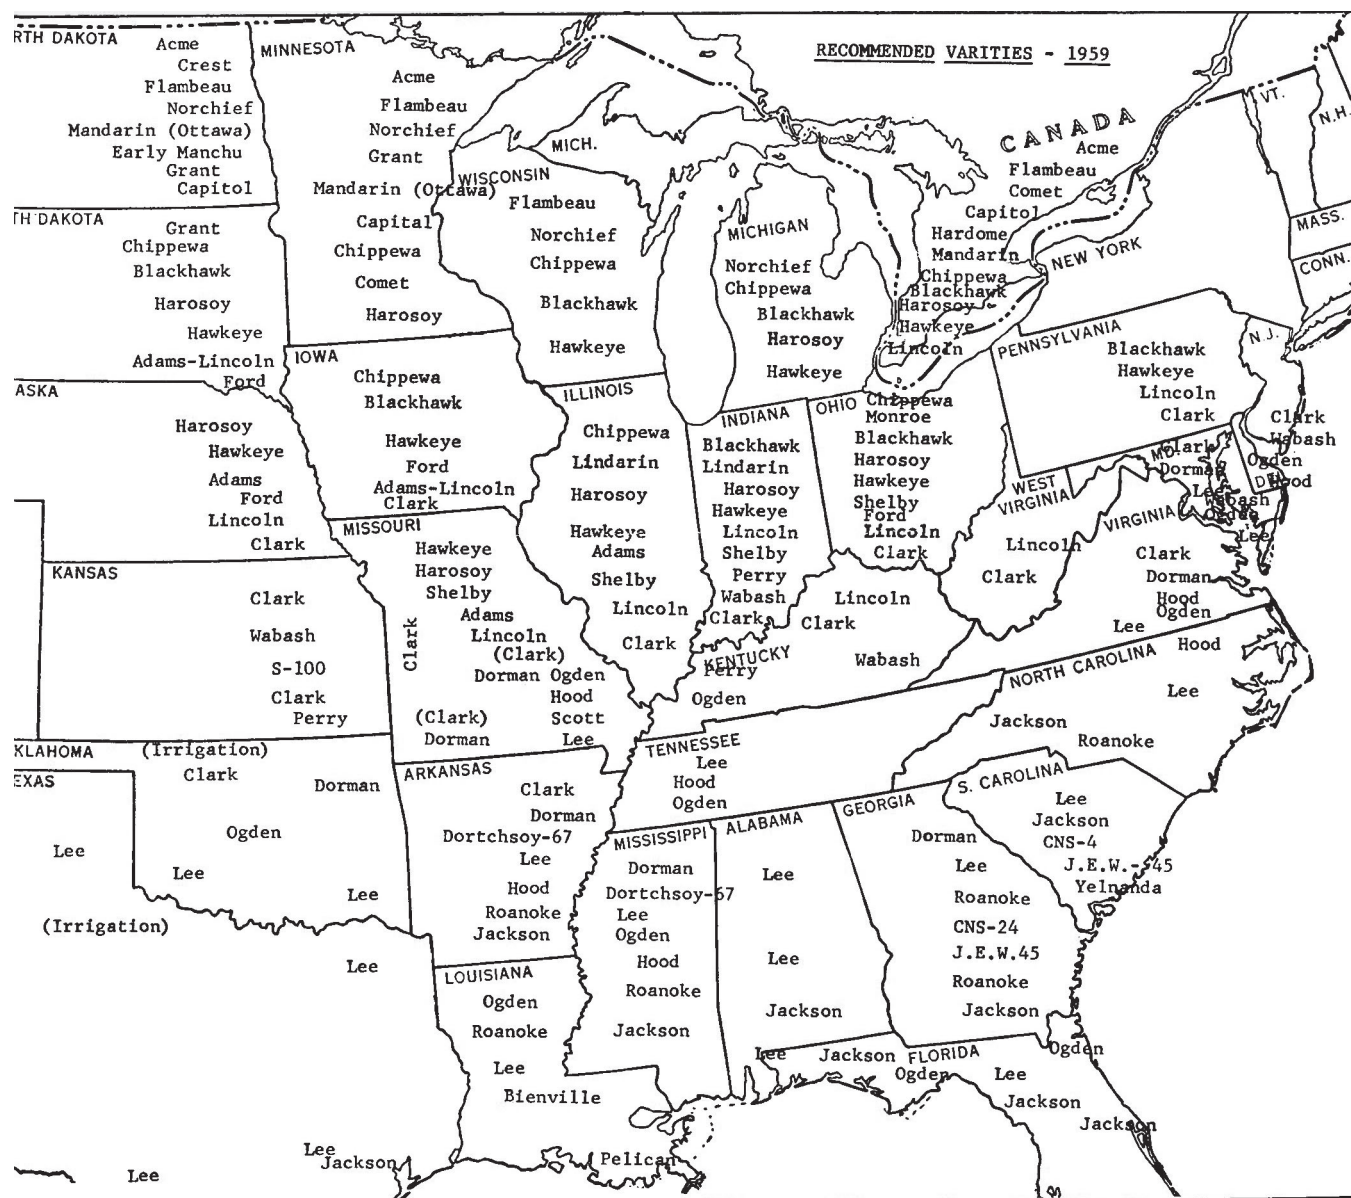 RECOMMENDED VARITIES - 1959
RTH DAKOTA
Acme
Crest
Flambeau
Norchief
Mandarin (Ottawa)
Early Manchu
Grant
Capitol
MINNESOTA
Acme
Flambeau
Norchief
Grant
Mandarin (Ottawa)
Capital
Chippewa
Comet
Harosoy
TH DAKOTA
Grant
Chippewa
Blackhawk
Harosoy
Hawkeye
Adams-Lincoln
Ford
WISCONSIN
Flambeau
Norchief
Chippewa
Blackhawk
Hawkeye
MICH.
MICHIGAN
Norchief
Chippewa
Blackhawk
Harosoy
Hawkeye
CANADA
Acme
Flambeau
Comet
Capitol
Hardome
Mandarin
Chippewa
Blackhawk
Harosoy
Hawkeye
Lincoln
VT.
N.H.
MASS.
CONN.
NEW YORK
ASKA
Harosoy
Hawkeye
Adams
Ford
Lincoln
Clark
IOWA
Chippewa
Blackhawk
Hawkeye
Ford
Adams-Lincoln
Clark
ILLINOIS
Chippewa
Lindarin
Harosoy
Hawkeye
Adams
Shelby
Lincoln
Clark
INDIANA
Blackhawk
Lindarin
Harosoy
Hawkeye
Lincoln
Shelby
Perry
Wabash
Clark
OHIO
Chippewa
Monroe
Blackhawk
Harosoy
Hawkeye
Shelby
Ford
Lincoln
Clark
PENNSYLVANIA
Blackhawk
Hawkeye
Lincoln
Clark
N.J.
Clark
Wabash
Ogden
Hood
MD.
Clark
Dorman
Lee
Wabash
Ogden
Lee
WEST
VIRGINIA
Lincoln
Clark
VIRGINIA
Clark
Dorman
Hood
Ogden
Lee
KANSAS
Clark
Wabash
S-100
Clark
Perry
(Irrigation)
MISSOURI
Hawkeye
Harosoy
Shelby
Adams
Clark
Lincoln
(Clark)
Dorman Ogden
Hood
(Clark) Scott
Dorman Lee
KENTUCKY
Lincoln
Clark
Wabash
Perry
Ogden
NORTH CAROLINA
Hood
Lee
Jackson
Roanoke
TENNESSEE
Lee
Hood
Ogden
KLAHOMA
Clark
Dorman
Ogden
Lee
Lee
EXAS
Lee
(Irrigation)
Lee
Lee
Jackson
Lee
ARKANSAS
Clark
Dorman
Dortchsoy-67
Lee
Hood
Roanoke
Jackson
LOUISIANA
Ogden
Roanoke
Lee
Bienville
Pelican
MISSISSIPPI
Dorman
Dortchsoy-67
Lee
Ogden
Hood
Roanoke
Jackson
ALABAMA
Lee
Lee
Jackson
GEORGIA
Dorman
Lee
Roanoke
CNS-24
J.E.W.45
Roanoke
Jackson
S. CAROLINA
Lee
Jackson
CNS-4
J.E.W.-45
Yelnanda
FLORIDA
Lee
Jackson
Ogden
Ogden
Lee
Jackson
Jackson